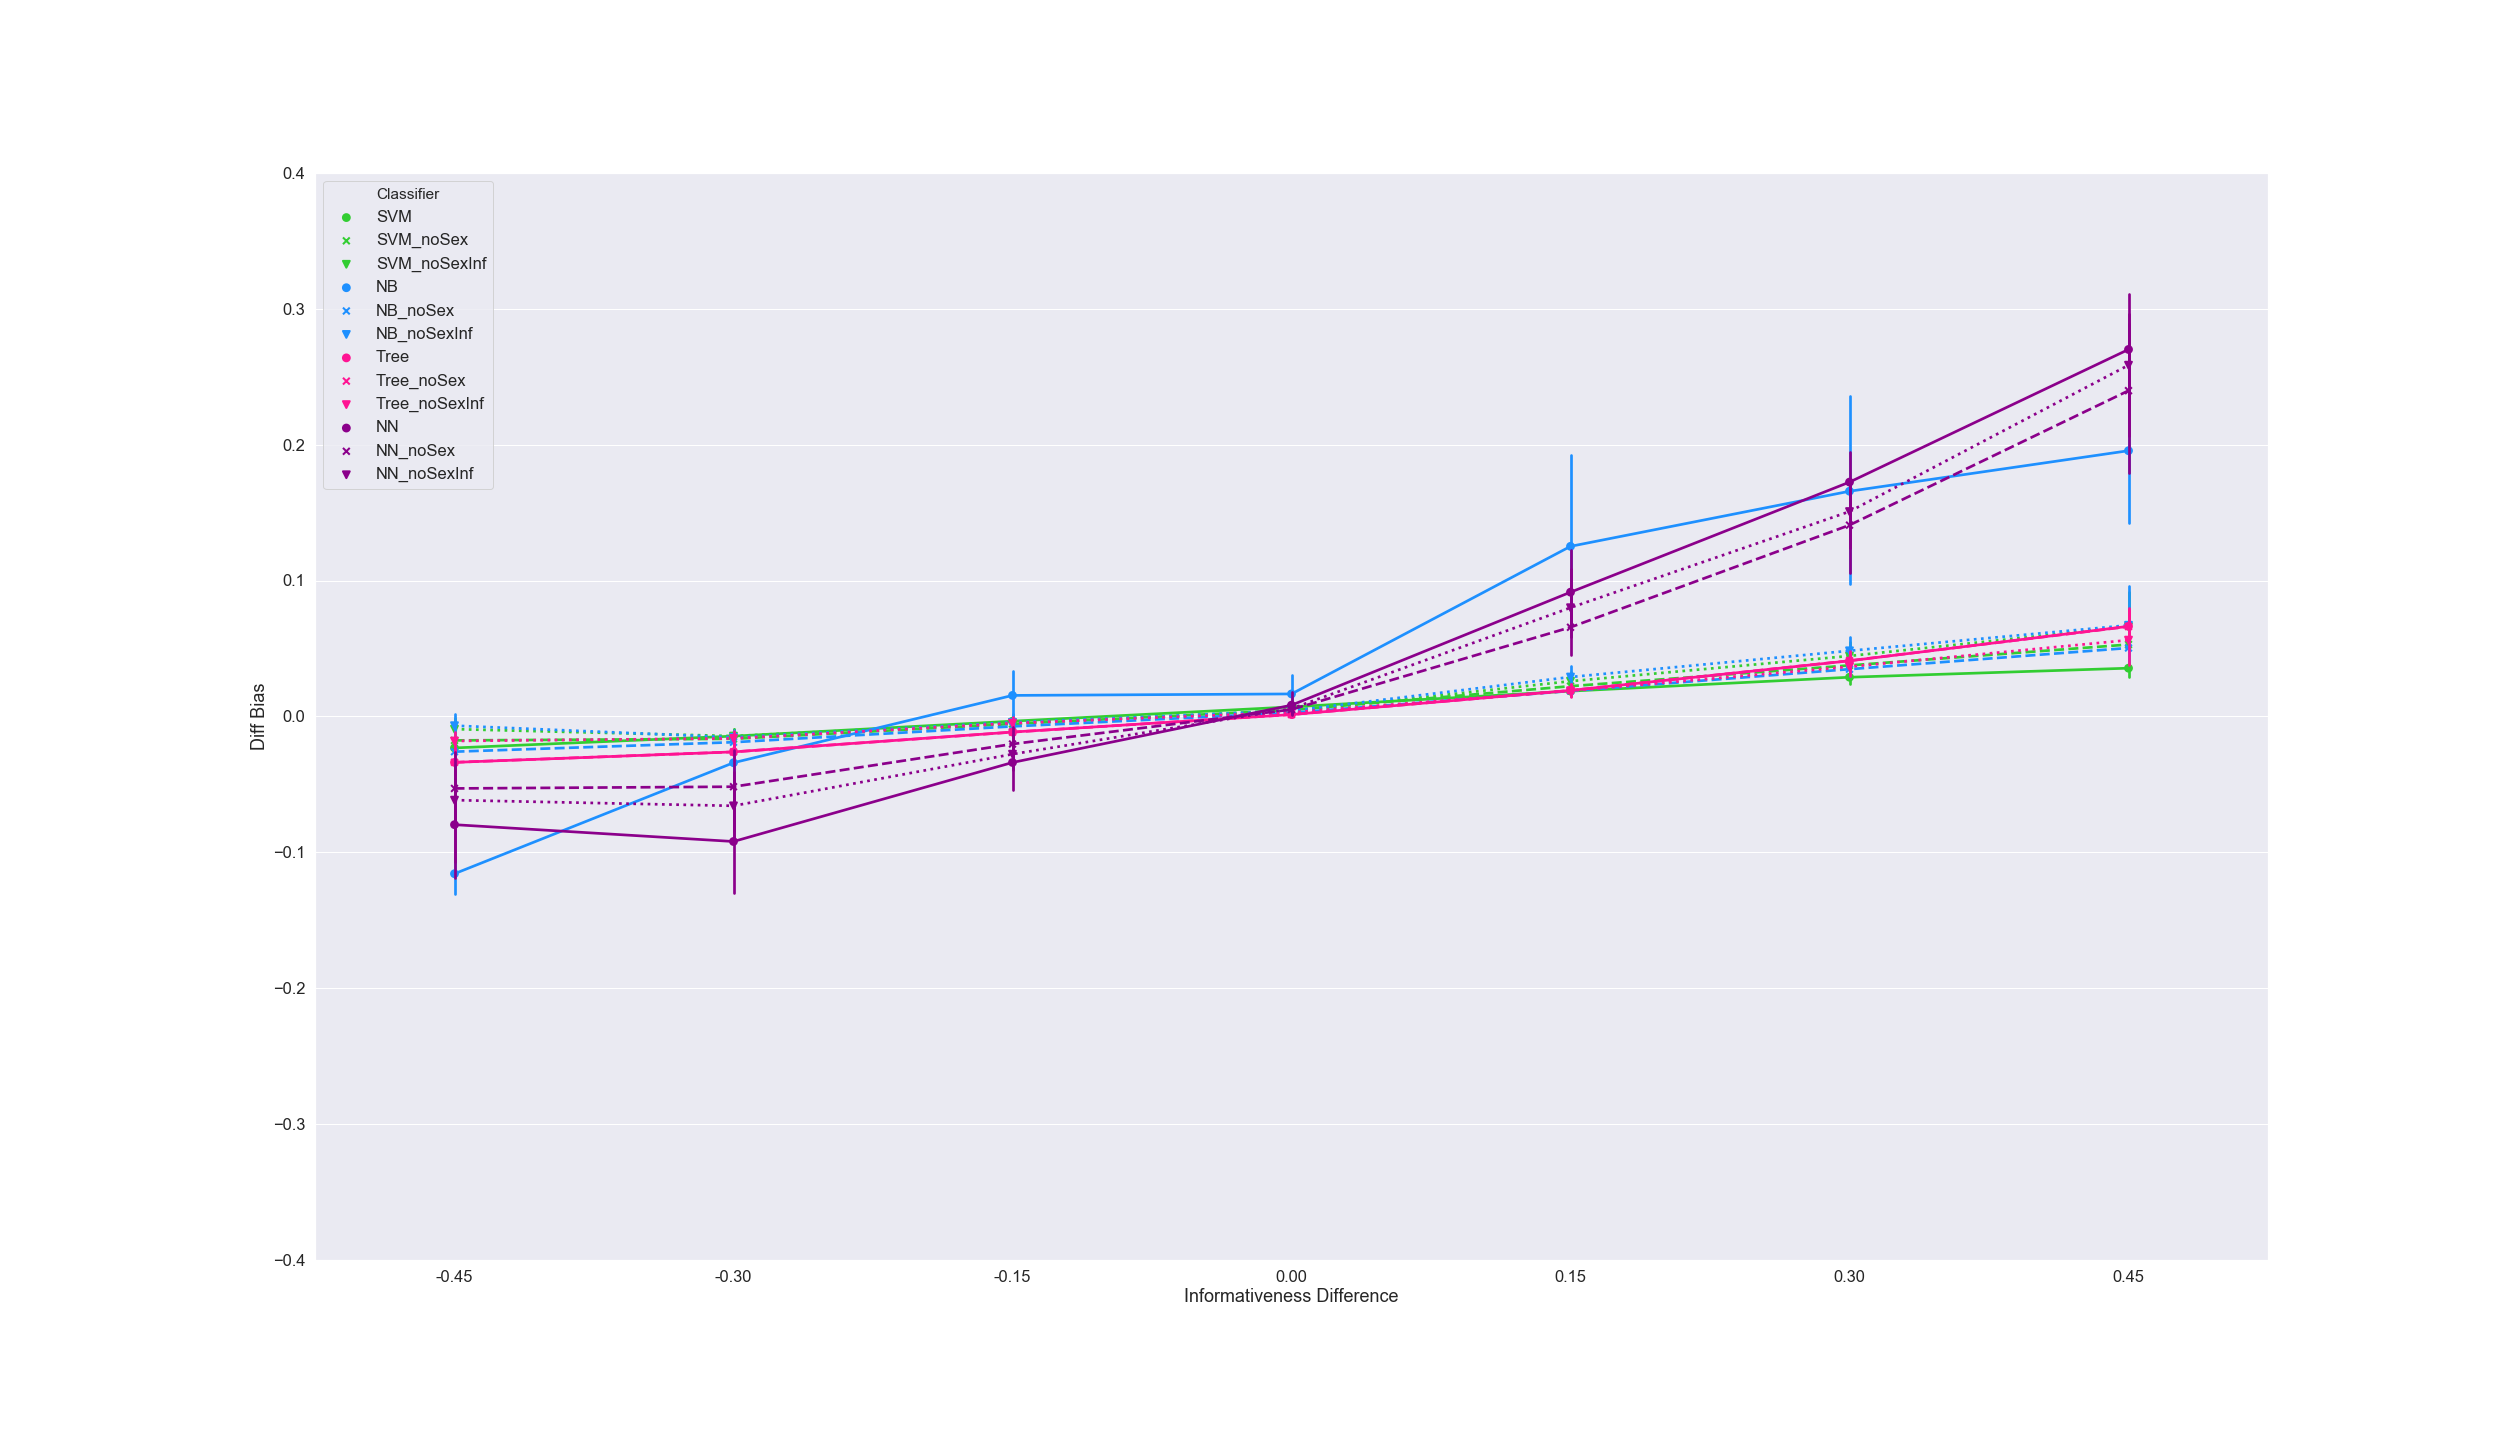 0.4
0.3
0.2
0.1
0.0
−0.1
−0.2
−0.3
−0.4
Diff Bias
Classifier
SVM
SVM_noSex
SVM_noSexInf
NB
NB_noSex
NB_noSexInf
Tree
Tree_noSex
Tree_noSexInf
NN
NN_noSex
NN_noSexInf
-0.45 -0.30 -0.15 0.00 0.15 0.30 0.45
Informativeness Difference